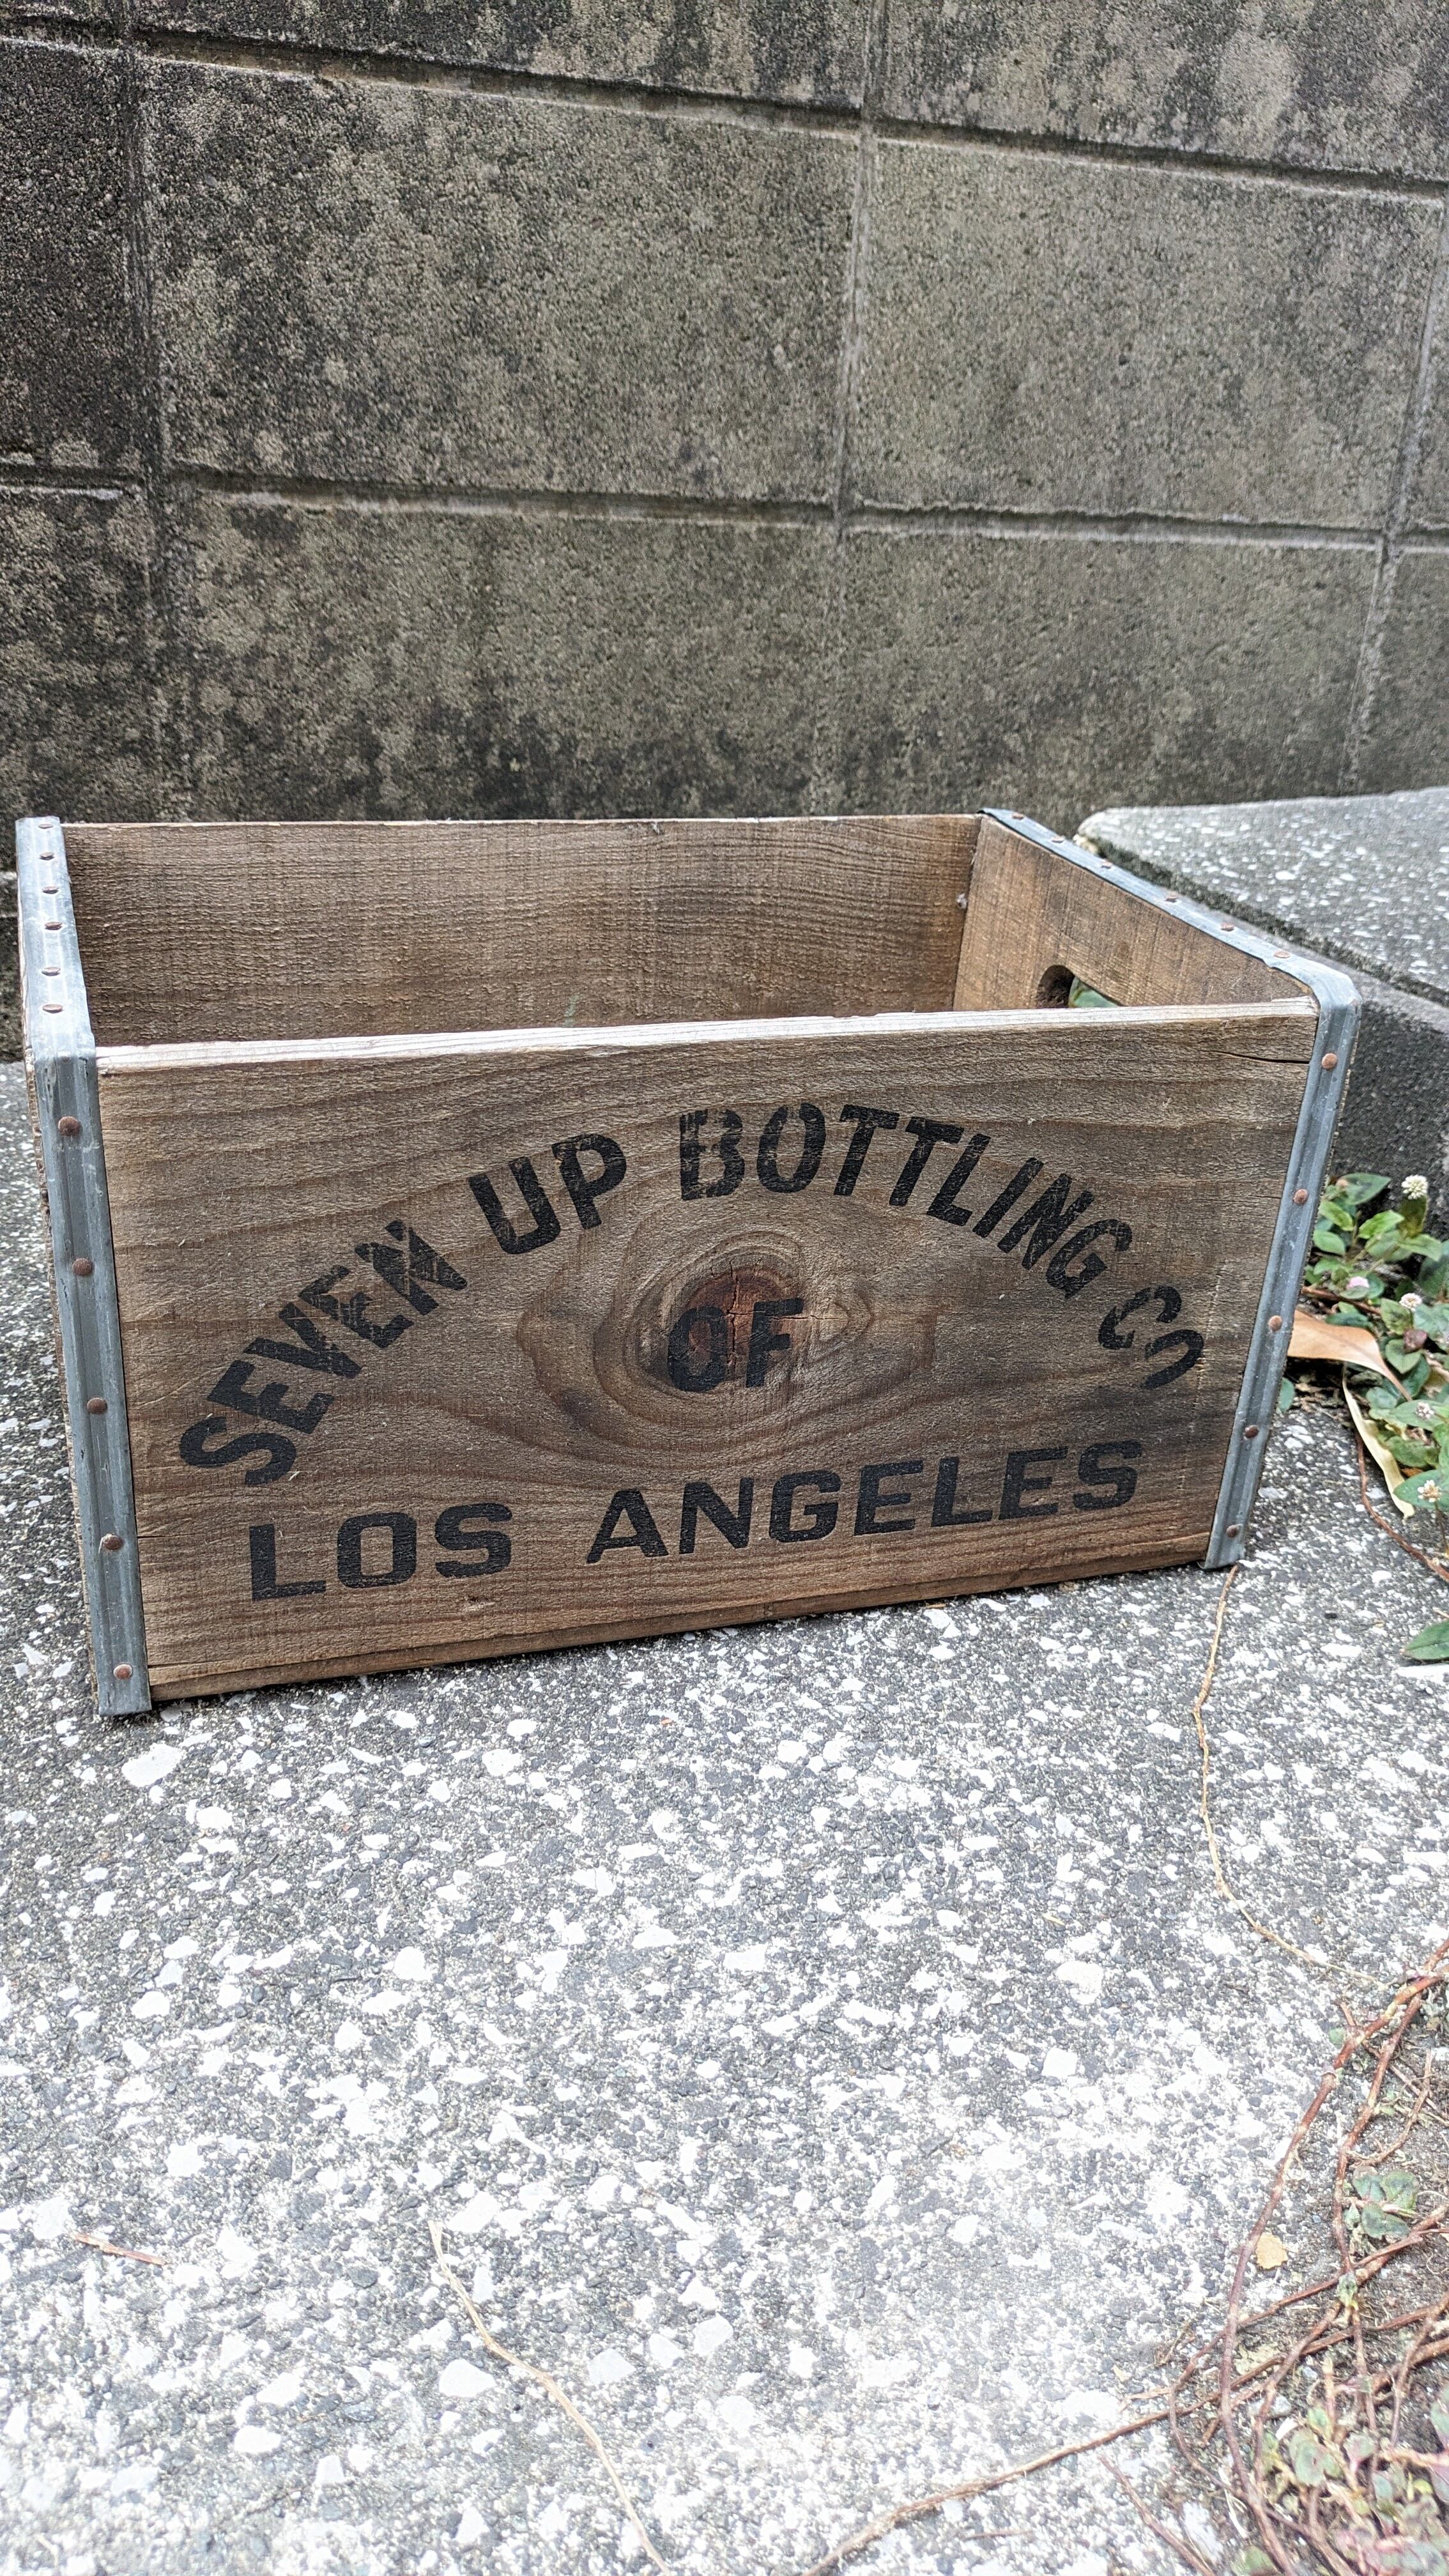 SEVEN UP BOTTLING CO
OF
LOS ANGELES